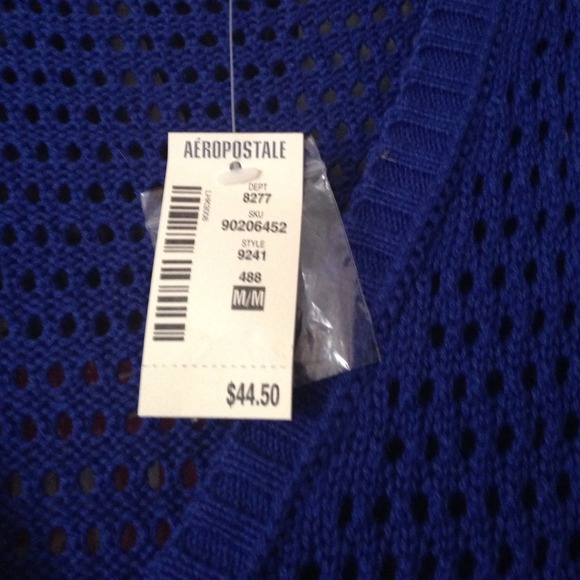 AÉROPOSTALE
DEPT
8277
SKU
90206452
STYLE
9241
488
M/M
$44.50